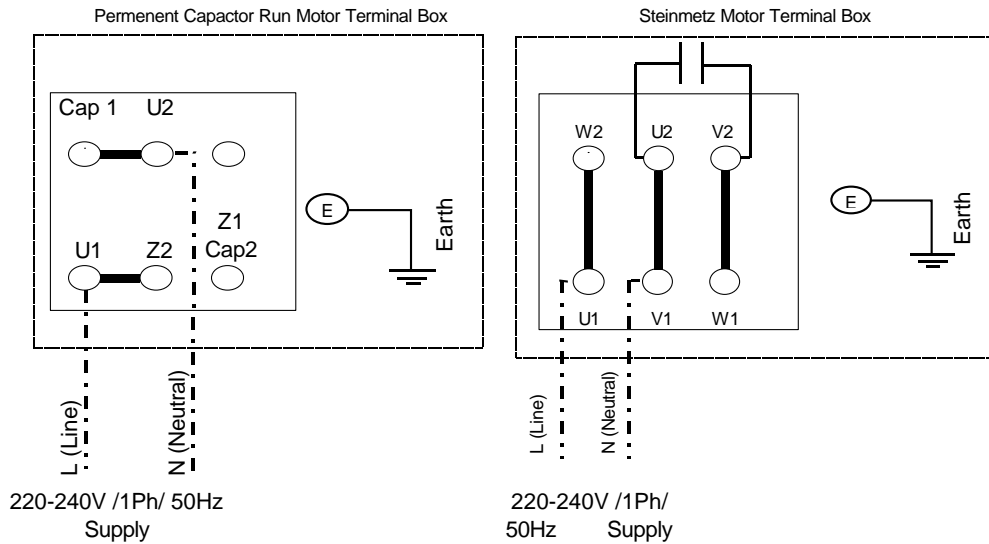 Permenent Capactor Run Motor Terminal Box
Cap 1 U2
U1 Z2
Z1
Cap2
E
Earth
L (Line)
N (Neutral)
220-240V /1Ph/ 50Hz
Supply
Steinmetz Motor Terminal Box
W2 U2 V2
U1 V1 W1
E
Earth
L (Line)
N (Neutral)
220-240V /1Ph/
50Hz Supply